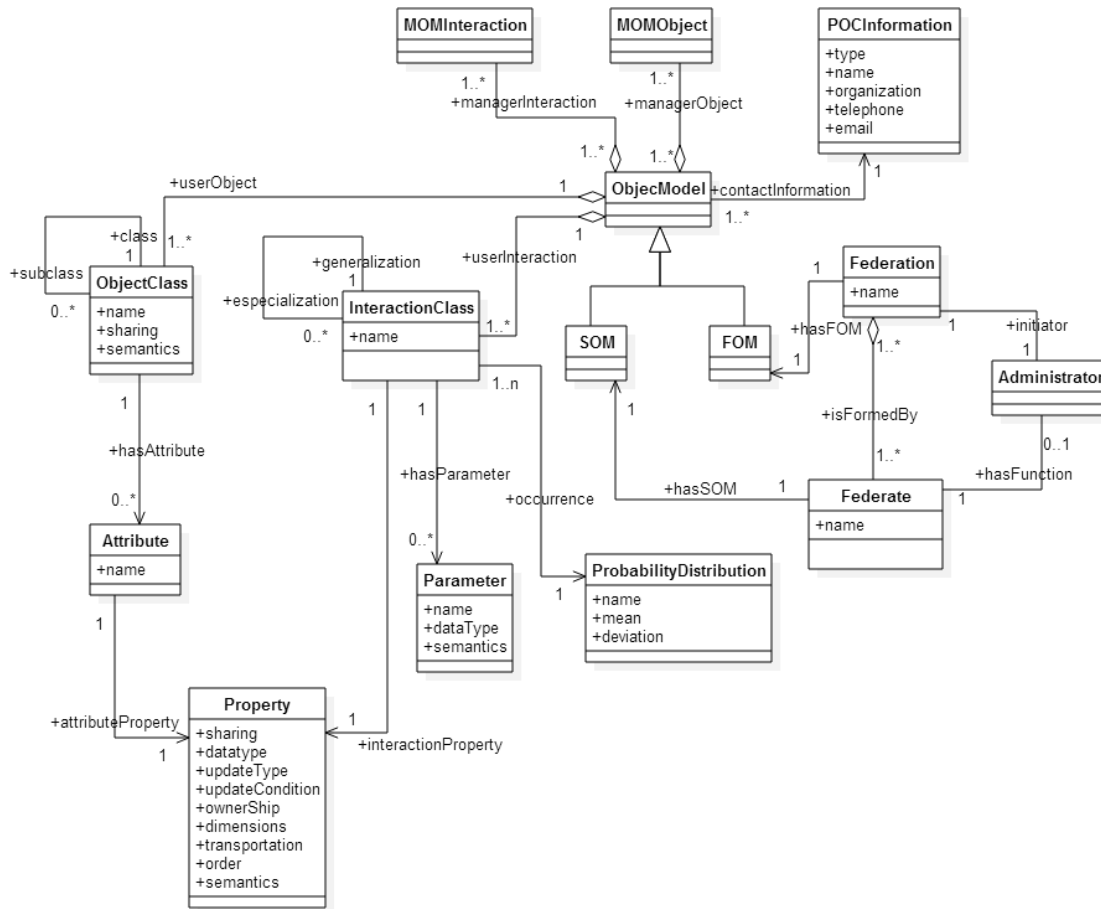 MOMInteraction
MOMObject
POCInformation
+type
+name
+organization
+telephone
+email
1..*
+managerInteraction
1..*
+managerObject
1..*
1..*
1
+userObject
1
ObjecModel
+contactInformation
1..*
1
+userInteraction
+class
1
1..*
+subclass
0..*
ObjectClass
+name
+sharing
+semantics
+generalization
1
+especialization
0..*
InteractionClass
+name
1..*
1..n
SOM
FOM
1
+hasFOM
1
Federation
+name
1..*
1
+initiator
1
Administrator
1
+hasAttribute
0..*
1
1
+hasParameter
0..*
+occurrence
1
1
+hasSOM
1
+isFormedBy
1..*
0..1
+hasFunction
1
Federate
+name
Attribute
+name
Parameter
+name
+dataType
+semantics
ProbabilityDistribution
+name
+mean
+deviation
1
+attributeProperty
1
1
+interactionProperty
Property
+sharing
+datatype
+updateType
+updateCondition
+ownerShip
+dimensions
+transportation
+order
+semantics